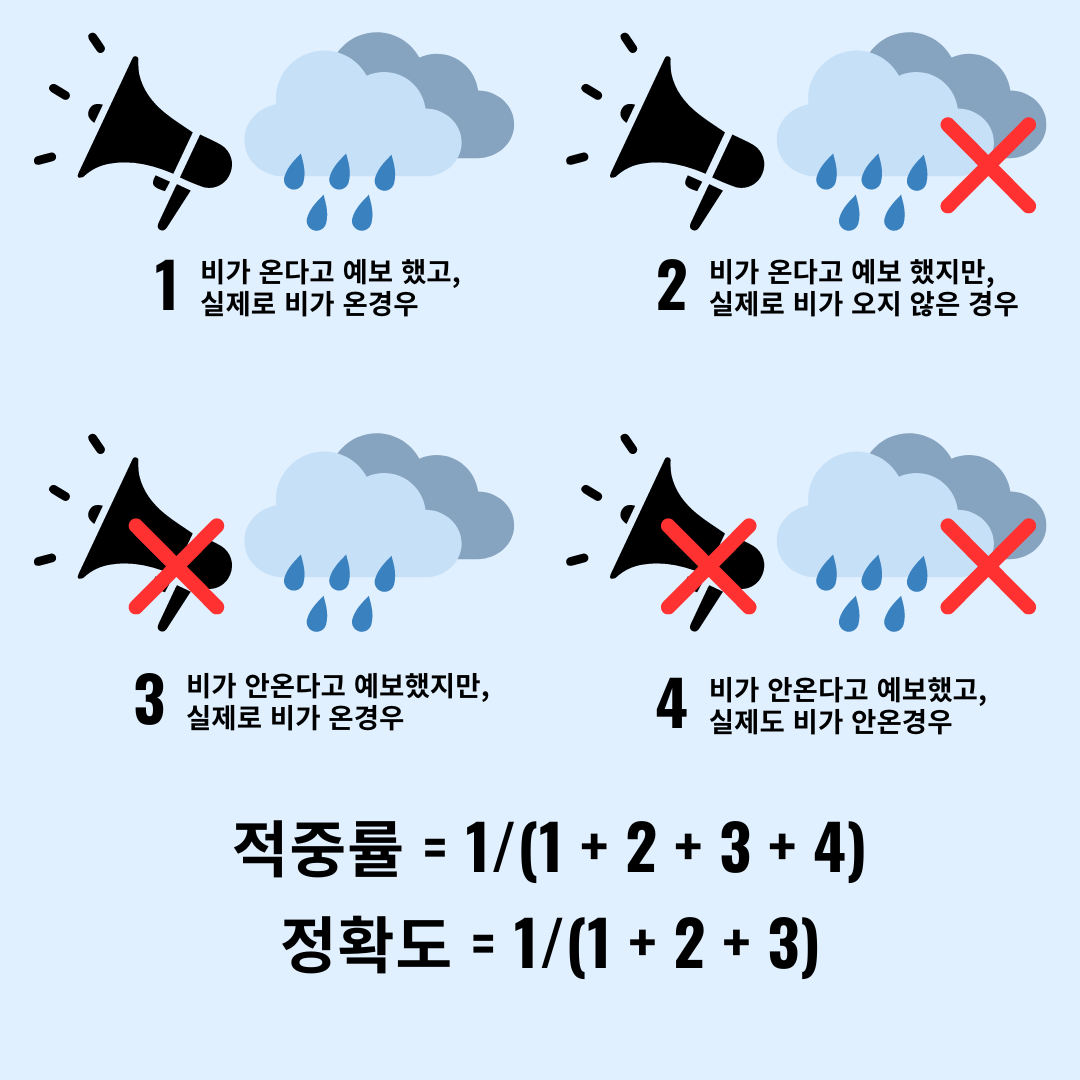 1 비가 온다고 예보 했고,
실제로 비가 온경우
2 비가 온다고 예보 했지만,
실제로 비가 오지 않은 경우
3 비가 안온다고 예보했지만,
실제로 비가 온경우
4 비가 안온다고 예보했고,
실제도 비가 안온경우
적중률 = 1/(1 + 2 + 3 + 4)
정확도 = 1/(1 + 2 + 3)